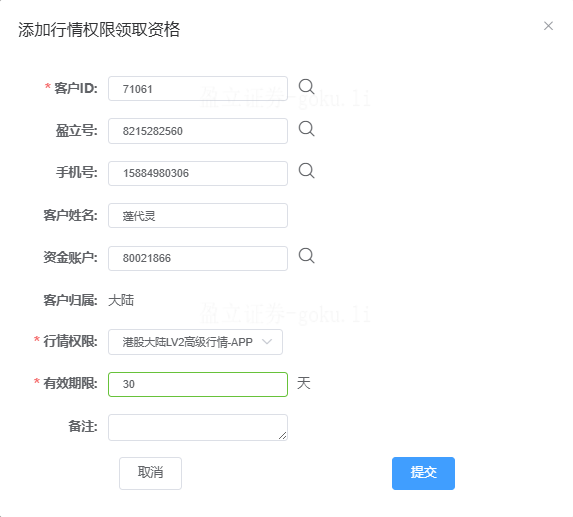 添加行情权限领取资格
* 客户ID: 71061
盈立证券-goku.li
盈立号: 8215282560
手机号: 15884980306
客户姓名: 莲代灵
资金账户: 80021866
客户归属: 大陆
盈立证券-goku.li
* 行情权限: 港股大陆LV2高级行情-APP
* 有效期限: 30 天
备注:
取消 提交